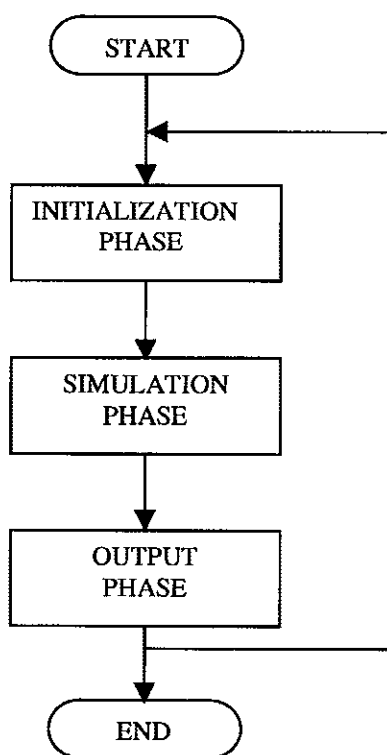 START
INITIALIZATION
PHASE
SIMULATION
PHASE
OUTPUT
PHASE
END